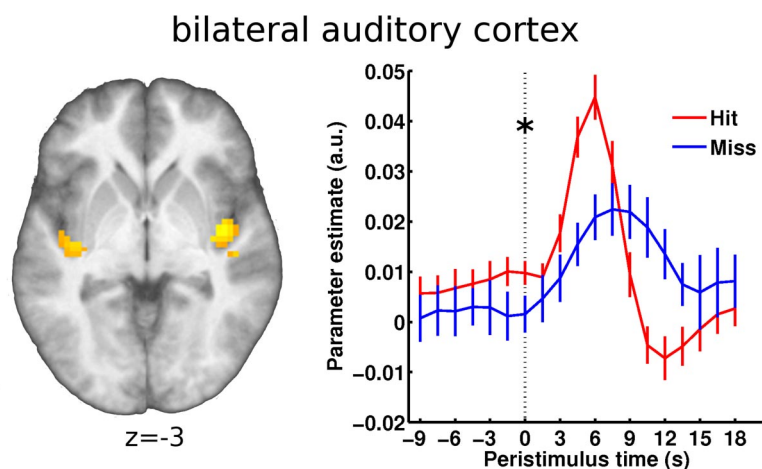 bilateral auditory cortex
z=-3
Parameter estimate (a.u.)
0.05
0.04
0.03
0.02
0.01
0
−0.01
−0.02
*
Hit
Miss
−9 −6 −3 0 3 6 9 12 15 18
Peristimulus time (s)